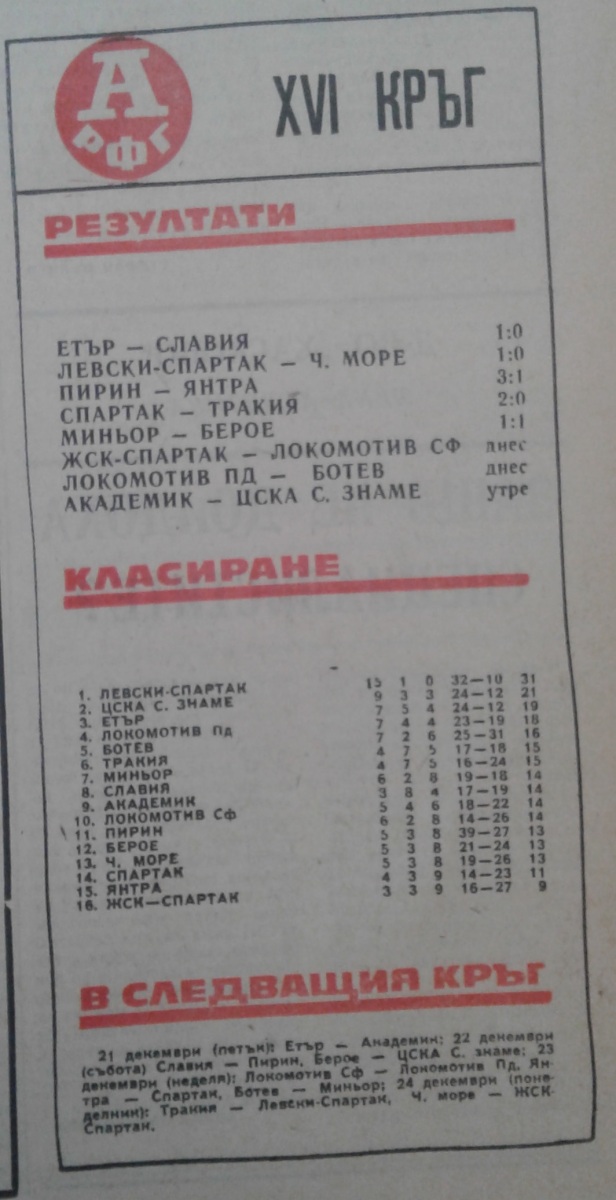 А
РФГ
XVI КРЪГ
РЕЗУЛТАТИ
ЕТЪР — СЛАВИЯ 1:0
ЛЕВСКИ-СПАРТАК — Ч. МОРЕ 1:0
ПИРИН — ЯНТРА 3:1
СПАРТАК — ТРАКИЯ 2:0
МИНЬОР — БЕРОЕ 1:1
ЖСК-СПАРТАК — ЛОКОМОТИВ СФ днес
ЛОКОМОТИВ ПД — БОТЕВ днес
АКАДЕМИК — ЦСКА С. ЗНАМЕ утре
КЛАСИРАНЕ
1. ЛЕВСКИ-СПАРТАК 15 1 0 32—10 31
2. ЦСКА С. ЗНАМЕ 9 3 3 24—12 21
3. ЕТЪР 7 5 4 24—12 19
4. ЛОКОМОТИВ Пд 7 4 4 23—19 18
5. БОТЕВ 7 2 6 25—31 16
6. ТРАКИЯ 4 7 5 17—18 15
7. МИНЬОР 4 7 5 16—24 15
8. СЛАВИЯ 6 2 8 19—18 14
9. АКАДЕМИК 3 8 4 17—19 14
10. ЛОКОМОТИВ Сф 5 4 6 18—22 14
11. ПИРИН 6 2 8 14—26 14
12. БЕРОЕ 5 3 8 39—27 13
13. Ч. МОРЕ 5 3 8 21—24 13
14. СПАРТАК 5 3 8 19—26 13
15. ЯНТРА 4 3 9 14—23 11
16. ЖСК—СПАРТАК 3 3 9 16—27 9
В СЛЕДВАЩИЯ КРЪГ
21 декември (петък): Етър — Академик; 22 декември
(събота) Славия — Пирин, Берое — ЦСКА С. знаме; 23
декември (неделя): Локомотив Сф — Локомотив Пд, Ян-
тра — Спартак, Ботев — Миньор; 24 декември (поне-
делник): Тракия — Левски-Спартак, Ч. море — ЖСК-
Спартак.